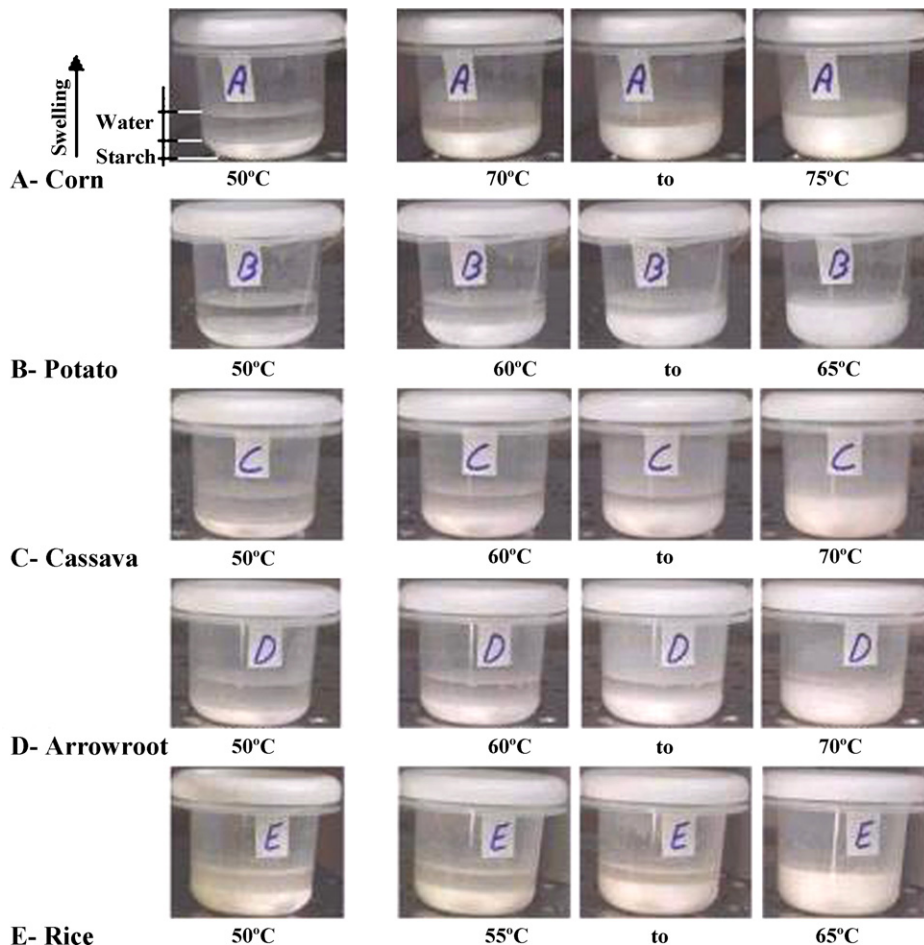 A A A A
Swelling
Water
Starch
A- Corn 50ºC 70ºC to 75ºC
B B B B
B- Potato 50ºC 60ºC to 65ºC
C C C C
C- Cassava 50ºC 60ºC to 70ºC
D D D D
D- Arrowroot 50ºC 60ºC to 70ºC
E E E E
E- Rice 50ºC 55ºC to 65ºC